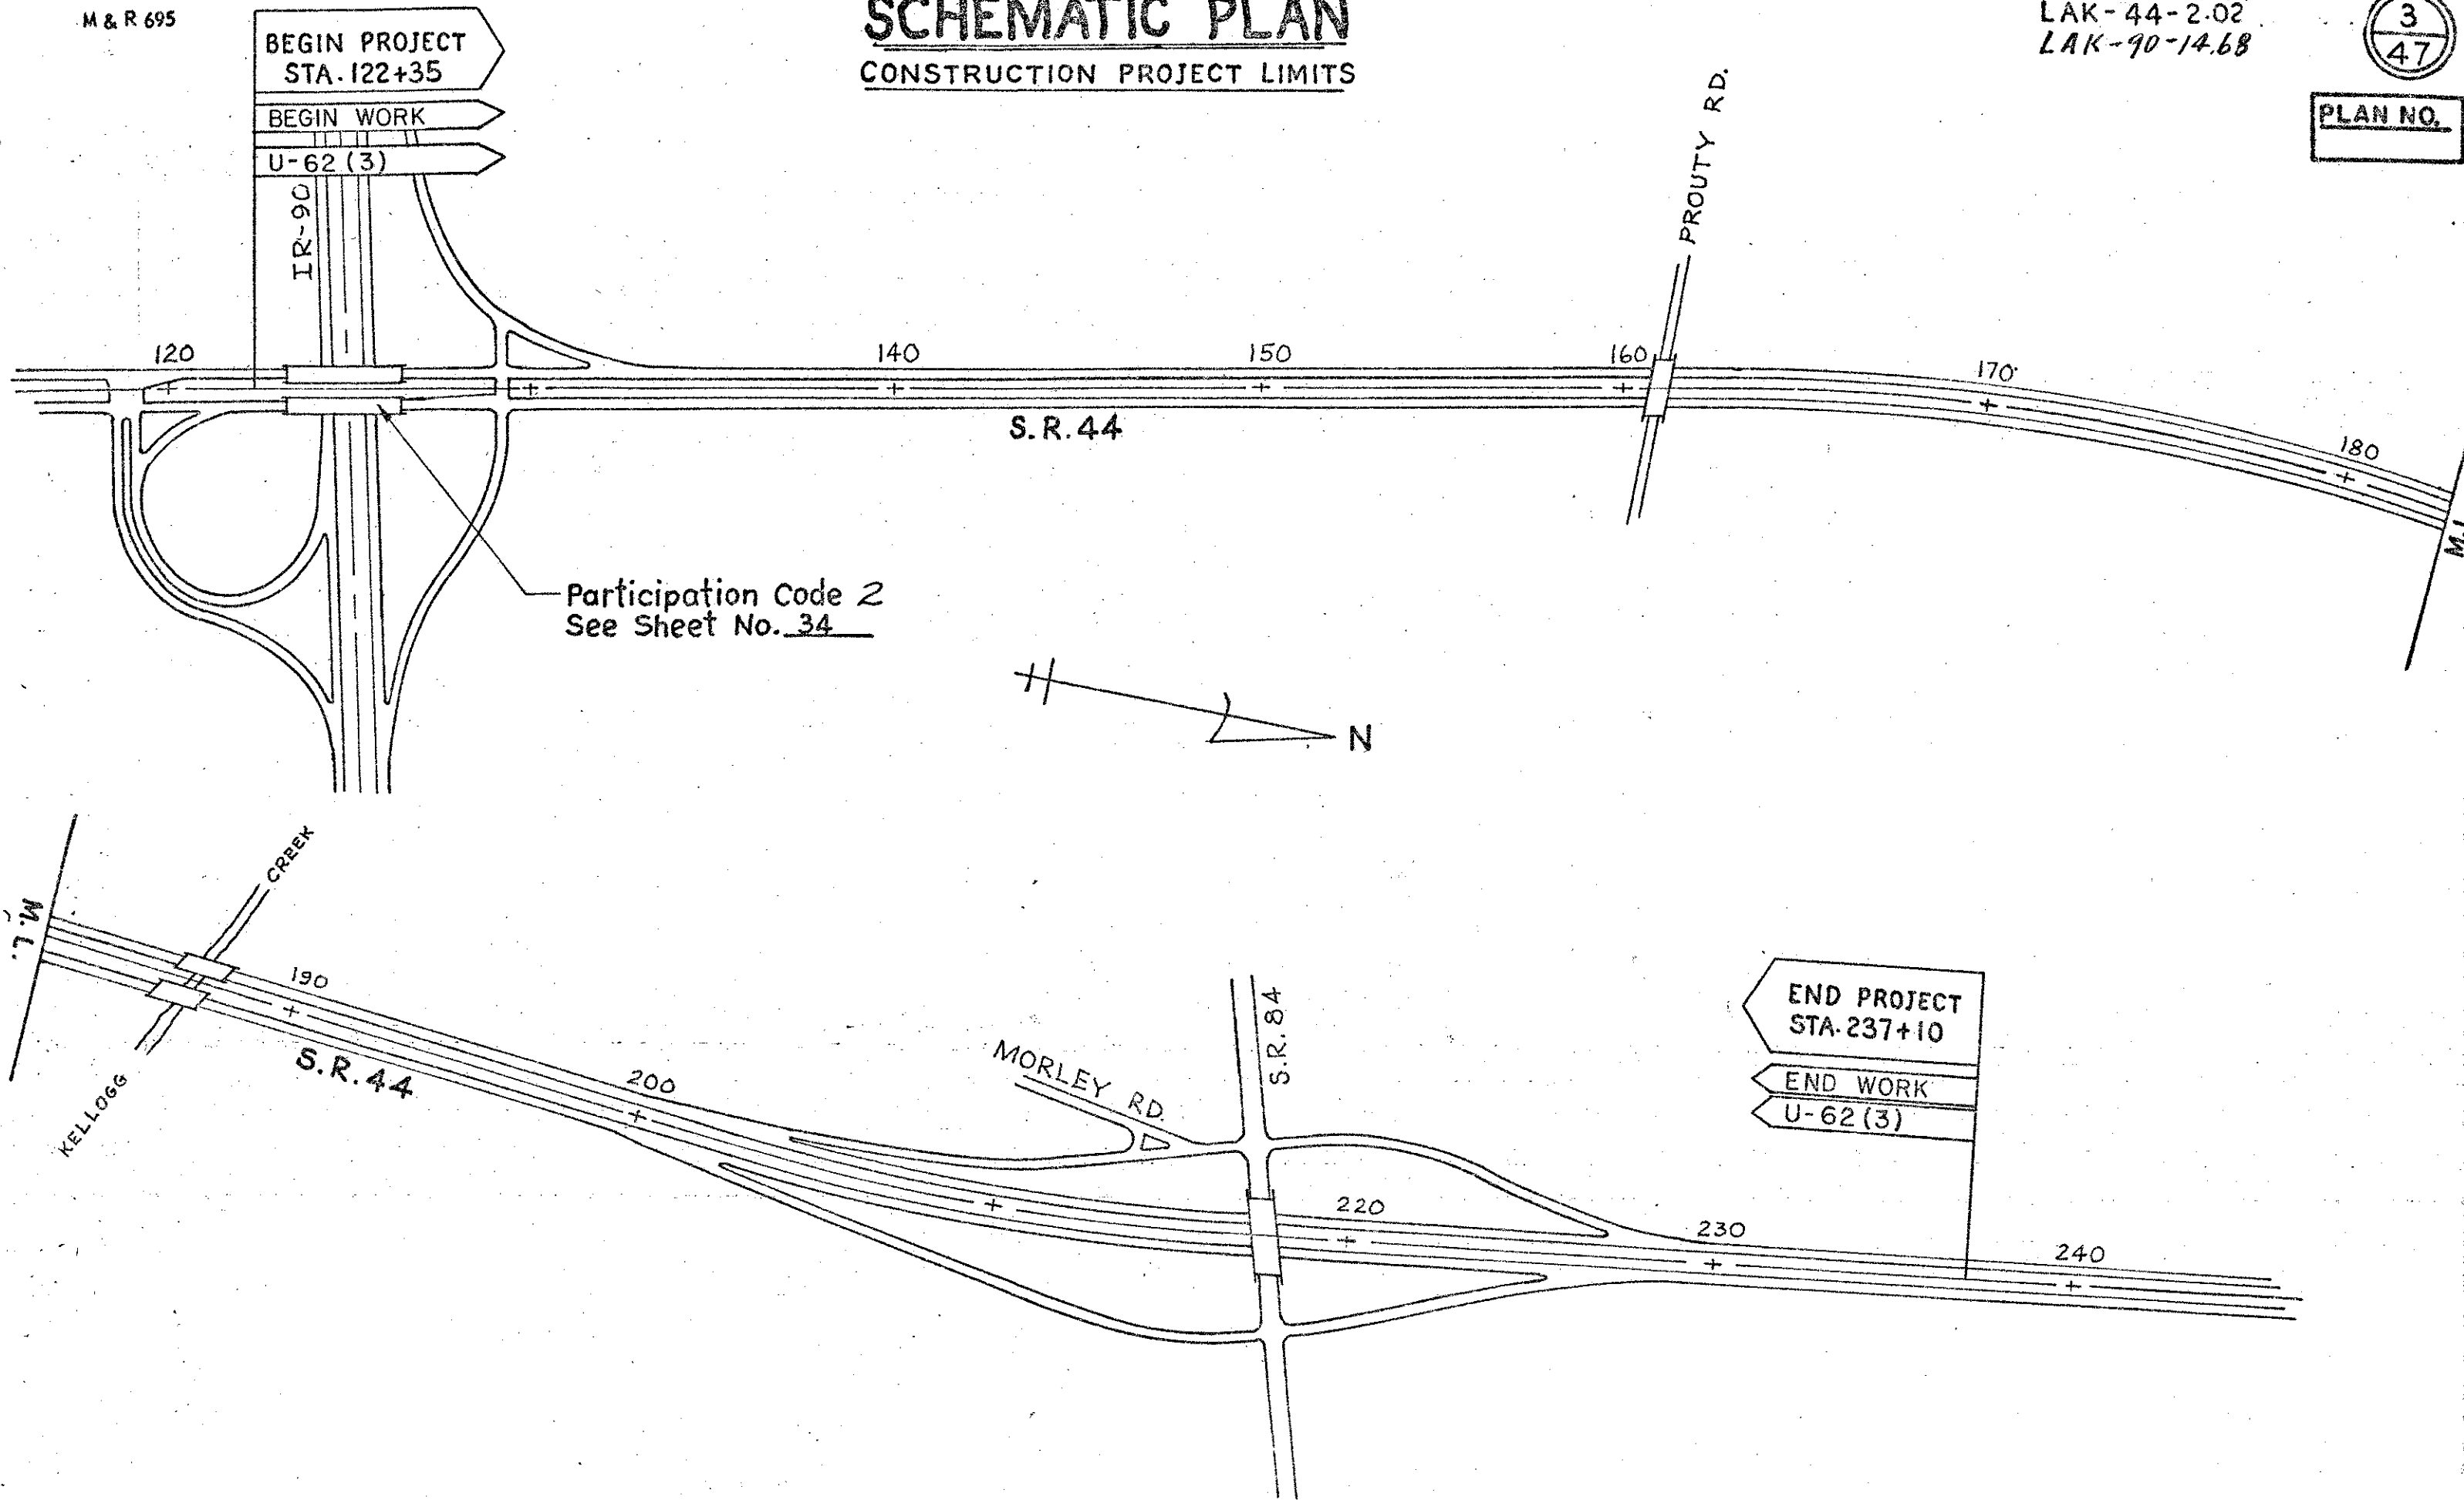 M & R 695
SCHEMATIC PLAN
CONSTRUCTION PROJECT LIMITS
LAK-44-2.02
LAK-90-14.68
3
47
PLAN NO.
BEGIN PROJECT
STA. 122+35
BEGIN WORK
U-62 (3)
IR-90
PROUTY RD.
120
140
150
160
170
180
S.R. 44
M.L.
Participation Code 2
See Sheet No. 34
N
M.L.
CREEK
KELLOGG
190
S.R. 44
200
MORLEY RD.
S.R. 84
220
230
240
END PROJECT
STA. 237+10
END WORK
U-62 (3)